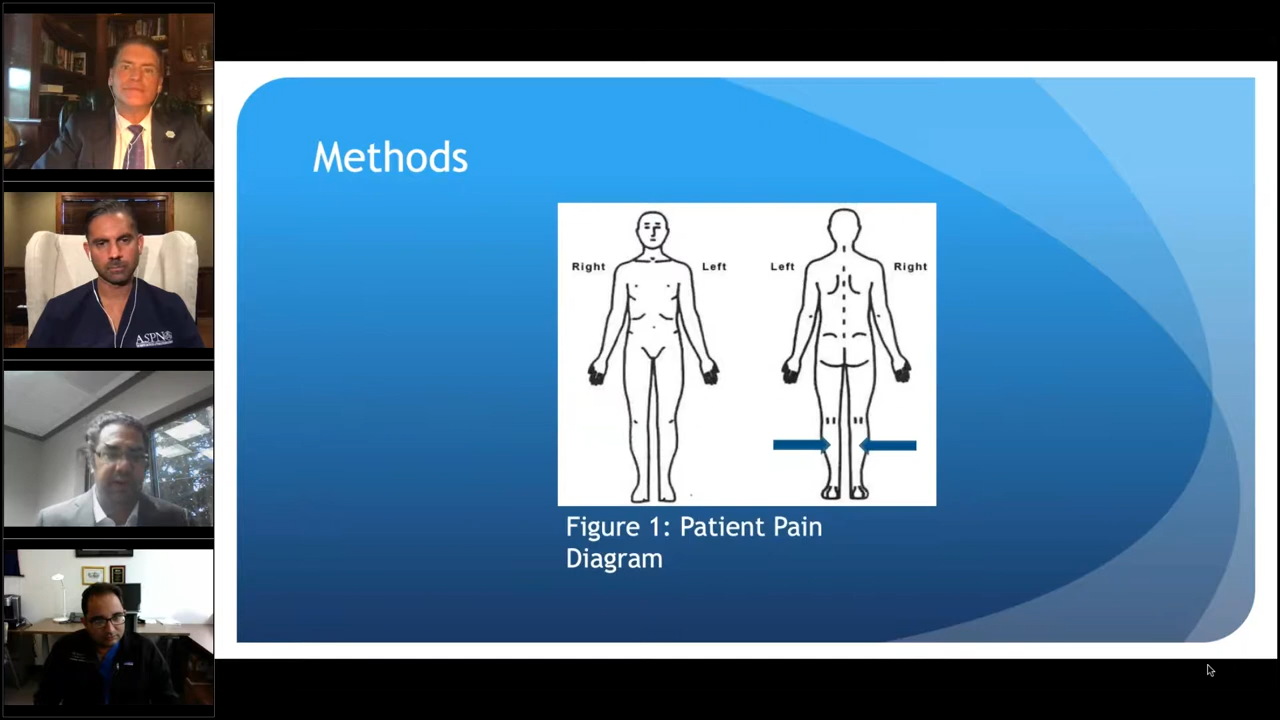 Methods
Right
Left
Left
Right
Figure 1: Patient Pain
Diagram
ASPN